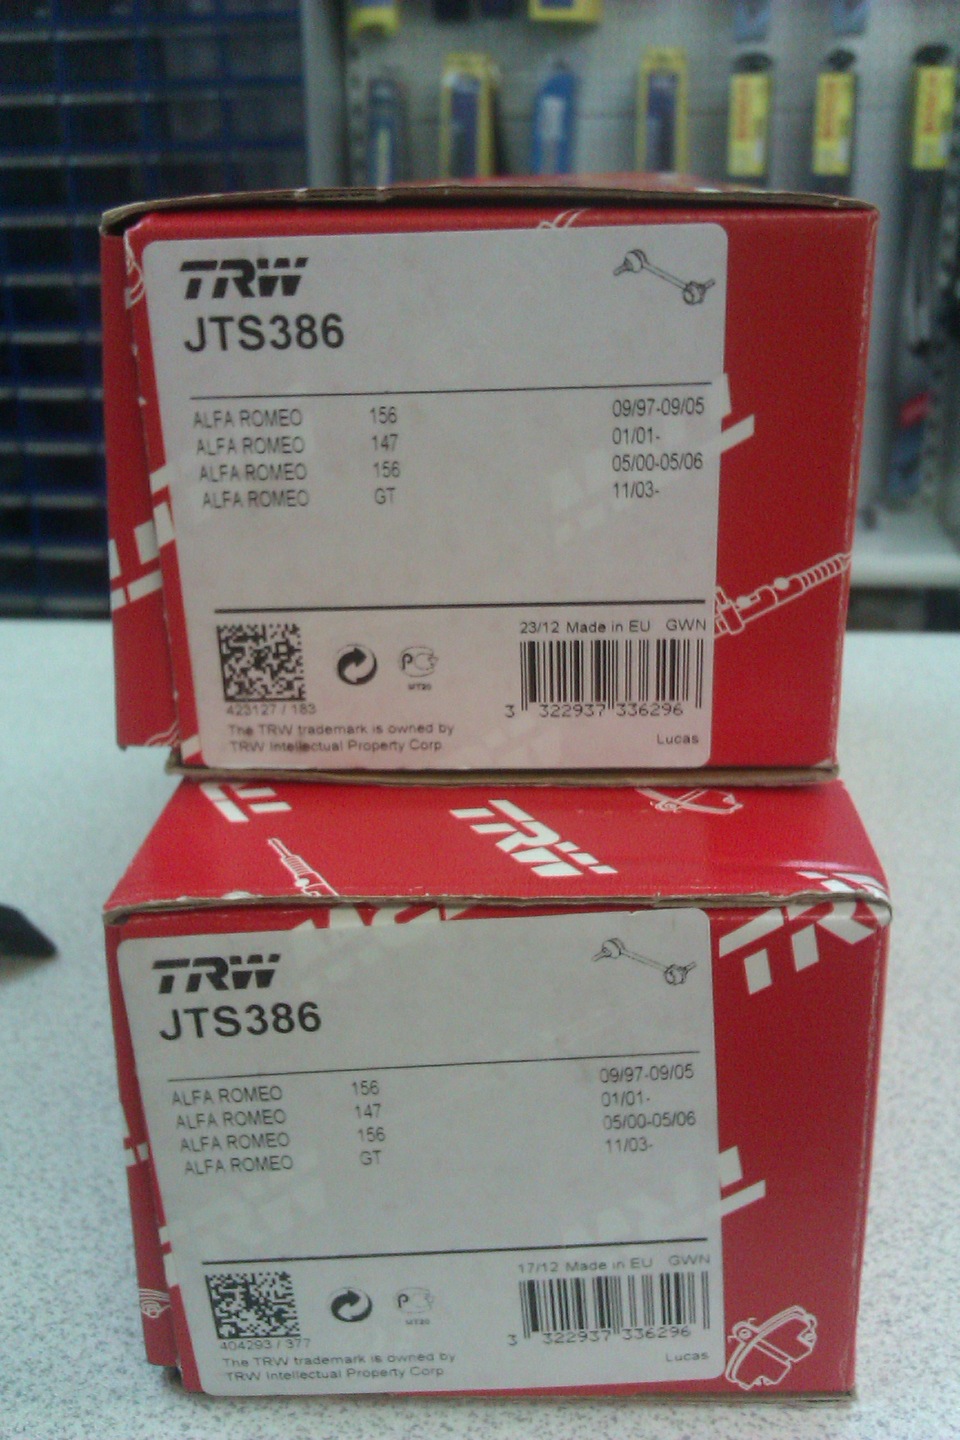 TRW
JTS386
ALFA ROMEO 156 09/97-09/05
ALFA ROMEO 147 01/01-
ALFA ROMEO 156 05/00-05/06
ALFA ROMEO GT 11/03-
23/12 Made in EU GWN
423127 / 183
3 322937 336296
The TRW trademark is owned by
TRW Intellectual Property Corp.
Lucas
TRW
TRW
JTS386
ALFA ROMEO 156 09/97-09/05
ALFA ROMEO 147 01/01-
ALFA ROMEO 156 05/00-05/06
ALFA ROMEO GT 11/03-
17/12 Made in EU GWN
404293 / 377
3 322937 336296
The TRW trademark is owned by
TRW Intellectual Property Corp
Lucas